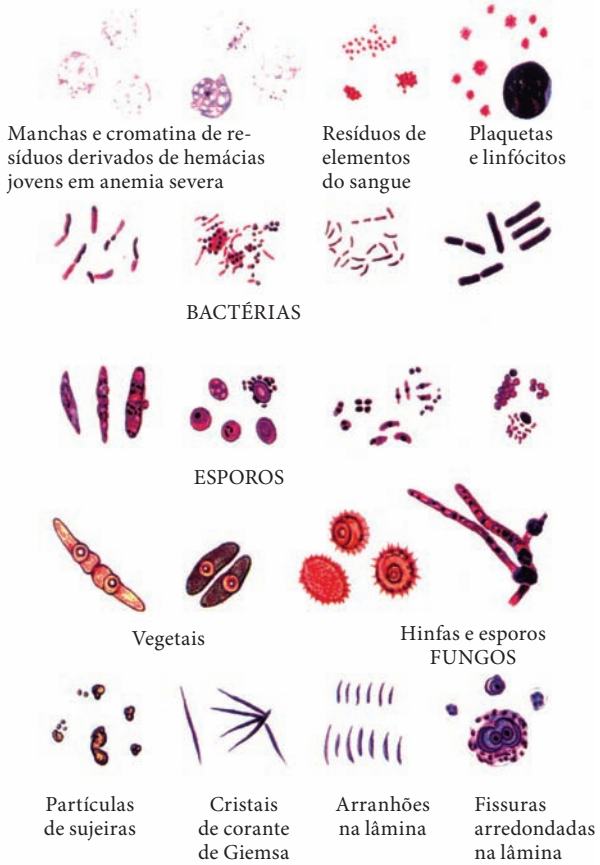 Manchas e cromatina de re-
síduos derivados de hemácias
jovens em anemia severa
Resíduos de
elementos
do sangue
Plaquetas
e linfócitos
BACTÉRIAS
ESPOROS
Vegetais
Hinfas e esporos
FUNGOS
Partículas
de sujeiras
Cristais
de corante
de Giemsa
Arranhões
na lâmina
Fissuras
arredondadas
na lâmina